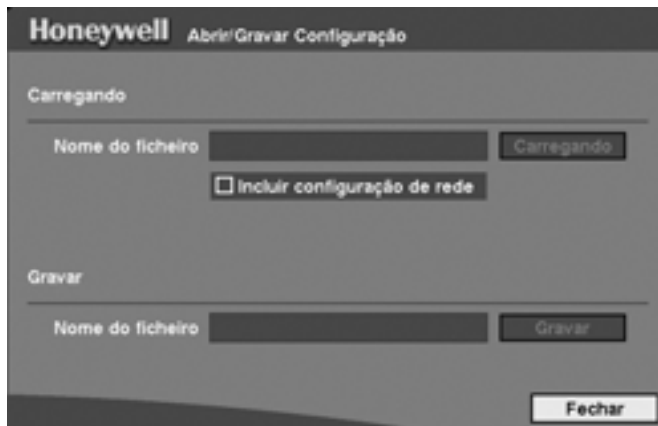 Honeywell Abrir/Gravar Configuração
Carregando
Nome do ficheiro Carregando
Incluir configuração de rede
Gravar
Nome do ficheiro Gravar
Fechar